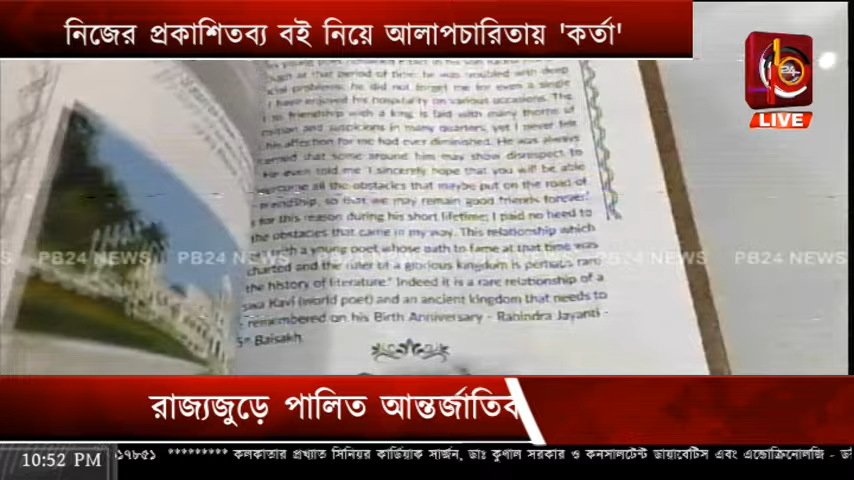 নিজের প্রকাশিতব্য বই নিয়ে আলাপচারিতায় 'কর্তা'
24
LIVE
such at that period of time he was troubled with deep
problems, he did not forget me for even a single
I have enjoyed his hospitality on various occasions. The
to friendship with a king is laid with many thorns of
and suspicions in many quarters, yet I never felt
his affection for me had ever diminished. He was always
that some around him may show disrespect to
He even told me 'I sincerely hope that you will be able
all the obstacles that maybe put on the road of
friendship, so that we may remain good friends forever.'
for this reason during his short lifetime; I paid no heed to
the obstacles that came in my way. This relationship which
with a young poet whose path to fame at that time was
charted and the ruler of a glorious kingdom is perhaps rare
the history of literature." Indeed it is a rare relationship of a
Kavi (world poet) and an ancient kingdom that needs to
remembered on his Birth Anniversary - Rabindra Jayanti -
Baisakh.
PB24 NEWS PB24 NEWS PB24 NEWS PB24 NEWS
রাজ্যজুড়ে পালিত আন্তর্জাতিক
10:52 PM
১৭৮৫১ ********* কলকাতার প্রখ্যাত সিনিয়র কার্ডিয়াক সার্জন, ডাঃ কুণাল সরকার ও কনসালটেন্ট ডায়াবেটিস এবং এন্ডোক্রিনোলজি -